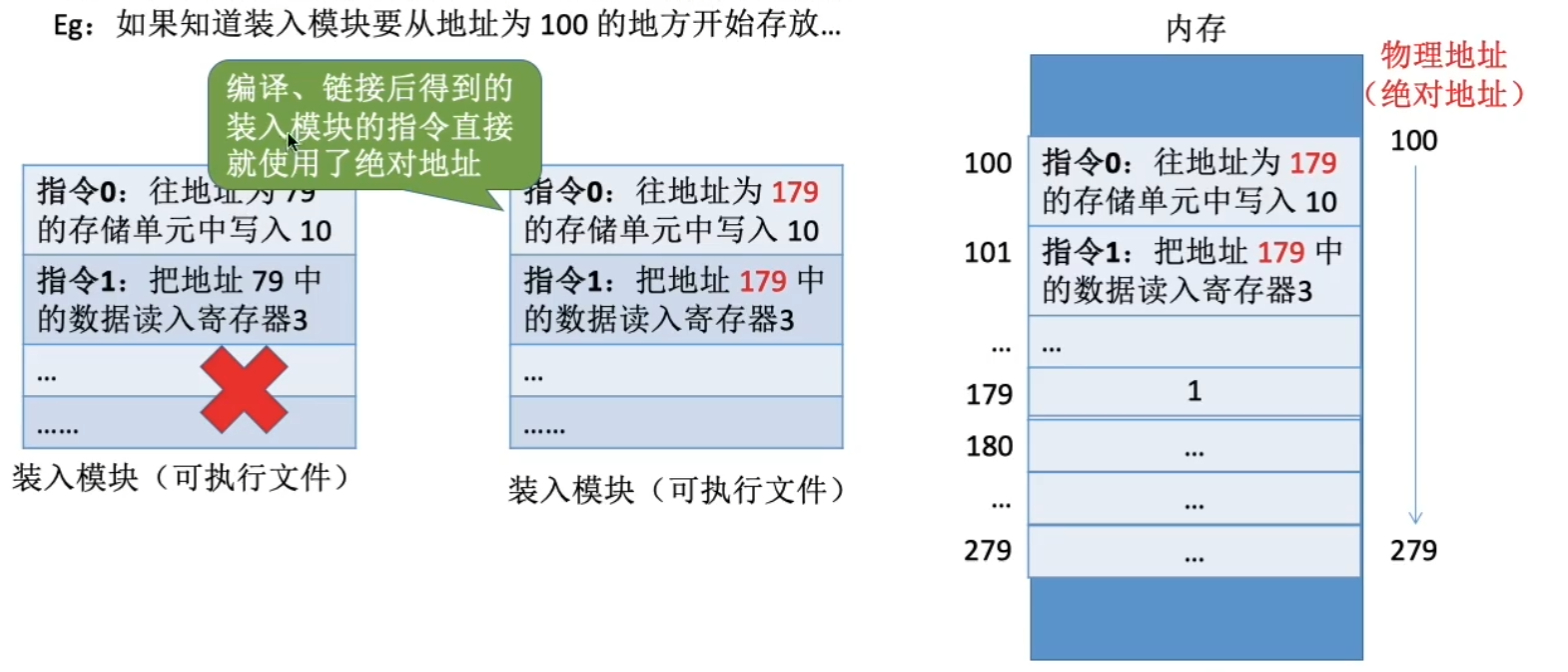 Eg：如果知道装入模块要从地址为 100 的地方开始存放...
编译、链接后得到的
装入模块的指令直接
就使用了绝对地址
指令0：往地址为 79
的存储单元中写入 10
指令1：把地址 79 中
的数据读入寄存器3
...
......
装入模块（可执行文件）
指令0：往地址为 179
的存储单元中写入 10
指令1：把地址 179 中
的数据读入寄存器3
...
......
装入模块（可执行文件）
内存
物理地址
（绝对地址）
100
100
指令0：往地址为 179
的存储单元中写入 10
101
指令1：把地址 179 中
的数据读入寄存器3
...
...
179
1
180
...
...
...
279
...
279